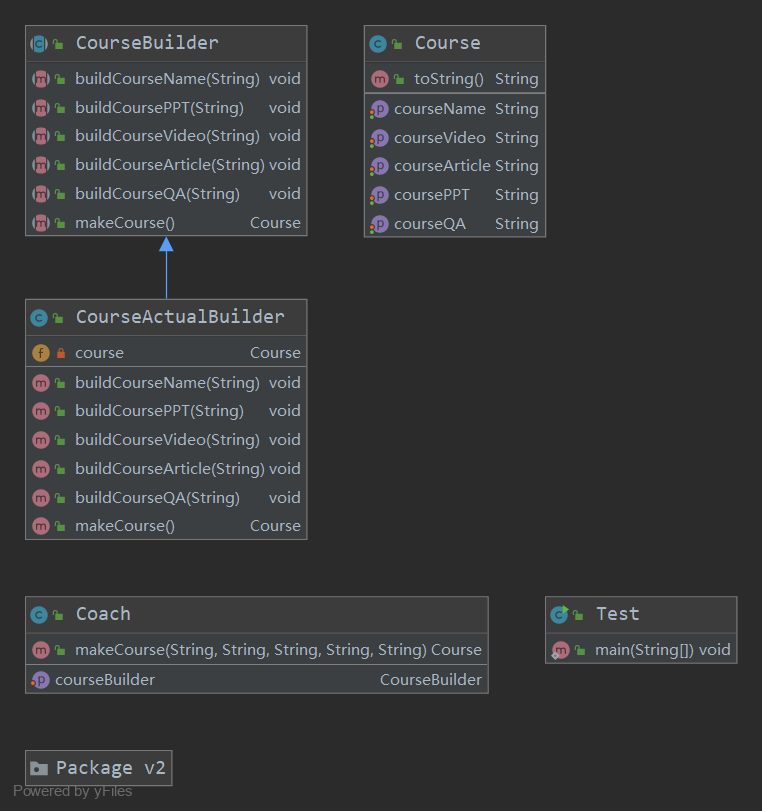 CourseBuilder
buildCourseName(String) void
buildCoursePPT(String) void
buildCourseVideo(String) void
buildCourseArticle(String) void
buildCourseQA(String) void
makeCourse() Course
Course
toString() String
courseName String
courseVideo String
courseArticle String
coursePPT String
courseQA String
CourseActualBuilder
course Course
buildCourseName(String) void
buildCoursePPT(String) void
buildCourseVideo(String) void
buildCourseArticle(String) void
buildCourseQA(String) void
makeCourse() Course
Coach
makeCourse(String, String, String, String, String) Course
courseBuilder CourseBuilder
Test
main(String[]) void
Package v2
Powered by yFiles